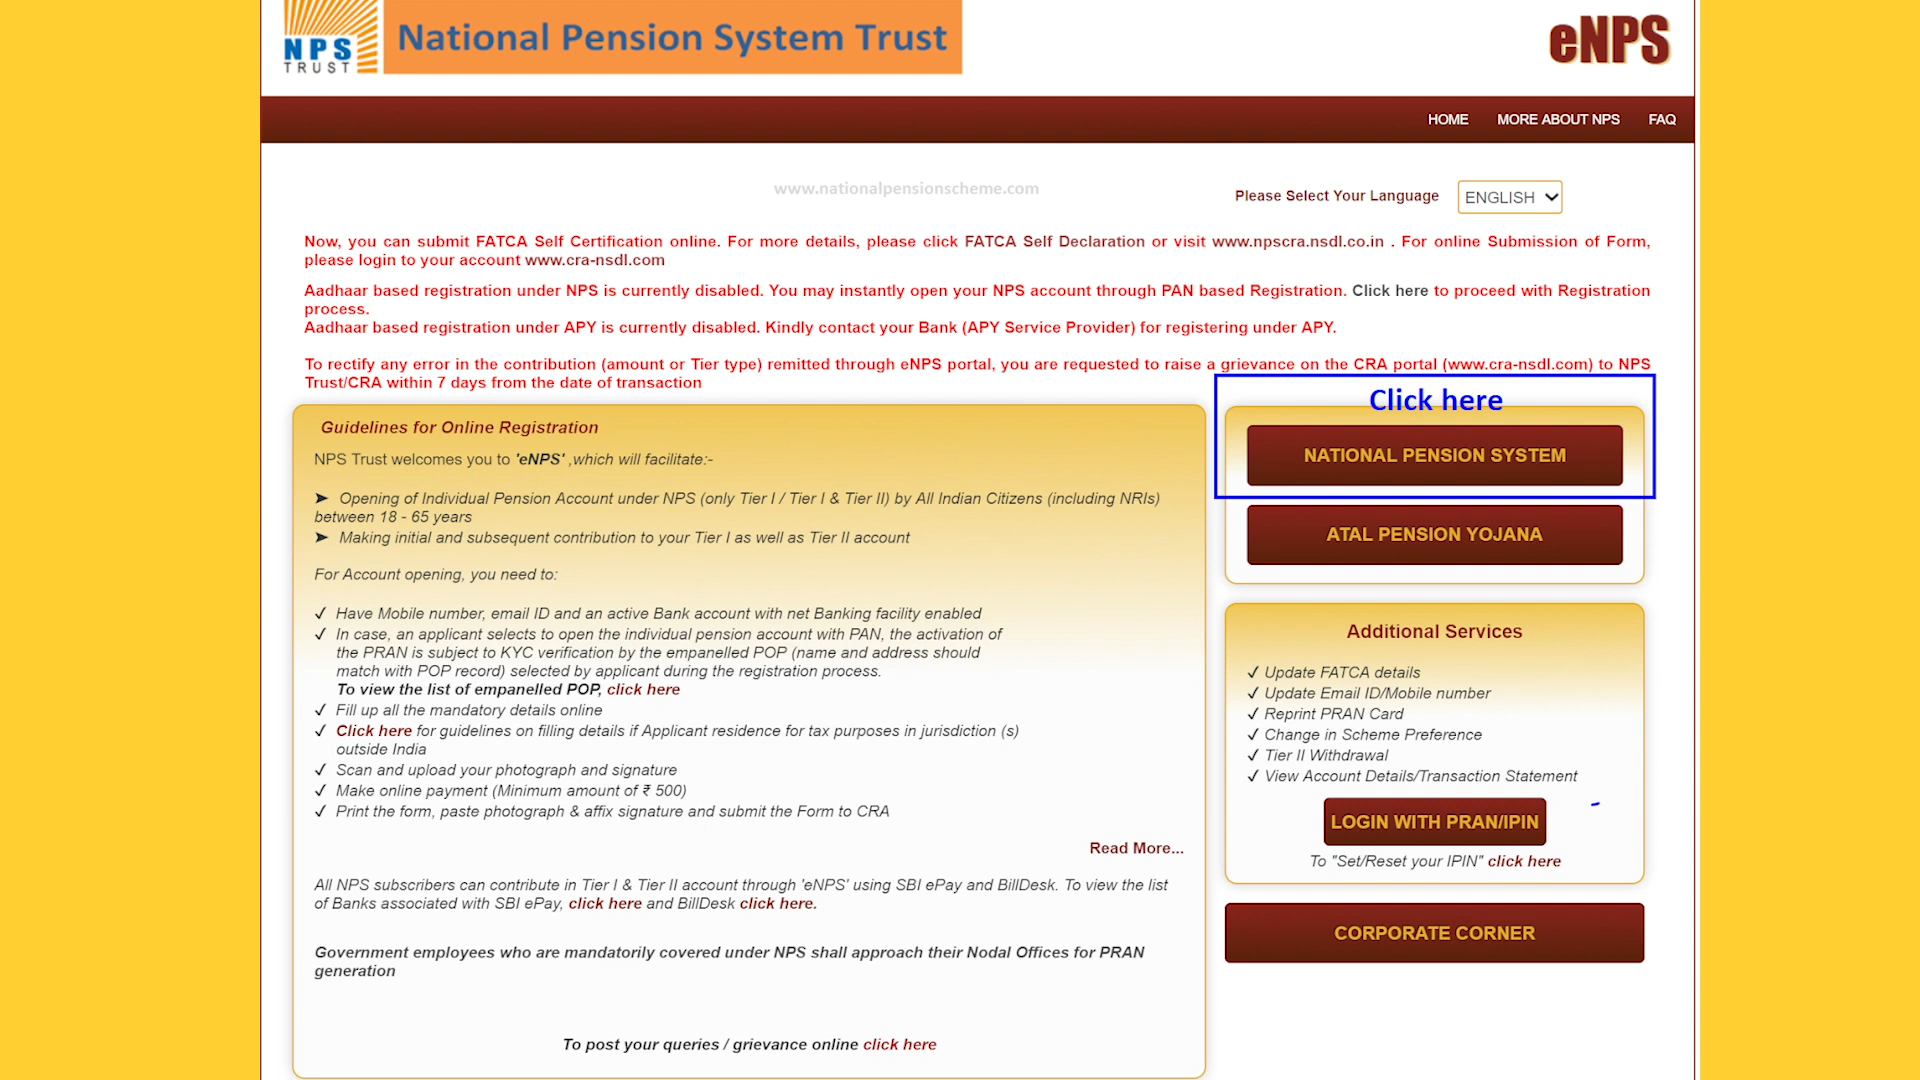 NPS
TRUST
National Pension System Trust
eNPS
HOME
MORE ABOUT NPS
FAQ
www.nationalpensionscheme.com
Please Select Your Language
ENGLISH
Now, you can submit FATCA Self Certification online. For more details, please click FATCA Self Declaration or visit www.npscra.nsdl.co.in . For online Submission of Form,
please login to your account www.cra-nsdl.com
Aadhaar based registration under NPS is currently disabled. You may instantly open your NPS account through PAN based Registration. Click here to proceed with Registration
process.
Aadhaar based registration under APY is currently disabled. Kindly contact your Bank (APY Service Provider) for registering under APY.
To rectify any error in the contribution (amount or Tier type) remitted through eNPS portal, you are requested to raise a grievance on the CRA portal (www.cra-nsdl.com) to NPS
Trust/CRA within 7 days from the date of transaction
Guidelines for Online Registration
NPS Trust welcomes you to 'eNPS' ,which will facilitate:-
➤ Opening of Individual Pension Account under NPS (only Tier I / Tier I & Tier II) by All Indian Citizens (including NRIs)
between 18 - 65 years
➤ Making initial and subsequent contribution to your Tier I as well as Tier II account
For Account opening, you need to:
✓ Have Mobile number, email ID and an active Bank account with net Banking facility enabled
✓ In case, an applicant selects to open the individual pension account with PAN, the activation of
the PRAN is subject to KYC verification by the empanelled POP (name and address should
match with POP record) selected by applicant during the registration process.
To view the list of empanelled POP, click here
✓ Fill up all the mandatory details online
✓ Click here for guidelines on filling details if Applicant residence for tax purposes in jurisdiction (s)
outside India
✓ Scan and upload your photograph and signature
✓ Make online payment (Minimum amount of ₹ 500)
✓ Print the form, paste photograph & affix signature and submit the Form to CRA
Read More...
All NPS subscribers can contribute in Tier I & Tier II account through 'eNPS' using SBI ePay and BillDesk. To view the list
of Banks associated with SBI ePay, click here and BillDesk click here.
Government employees who are mandatorily covered under NPS shall approach their Nodal Offices for PRAN
generation
To post your queries / grievance online click here
Click here
NATIONAL PENSION SYSTEM
ATAL PENSION YOJANA
Additional Services
✓ Update FATCA details
✓ Update Email ID/Mobile number
✓ Reprint PRAN Card
✓ Change in Scheme Preference
✓ Tier II Withdrawal
✓ View Account Details/Transaction Statement
LOGIN WITH PRAN/IPIN
To "Set/Reset your IPIN" click here
CORPORATE CORNER